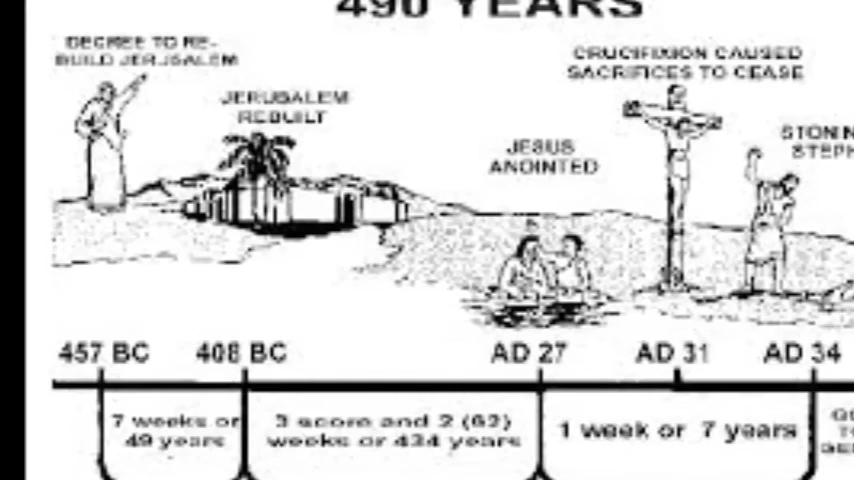 490 YEARS
DECREE TO RE-
BUILD JERUSALEM
JERUSALEM
REBUILT
JESUS
ANOINTED
CRUCIFIXION CAUSED
SACRIFICES TO CEASE
457 BC
408 BC
AD 27
AD 31
AD 34
7 weeks or
49 years
3 score and 2 (62)
weeks or 434 years
1 week or 7 years